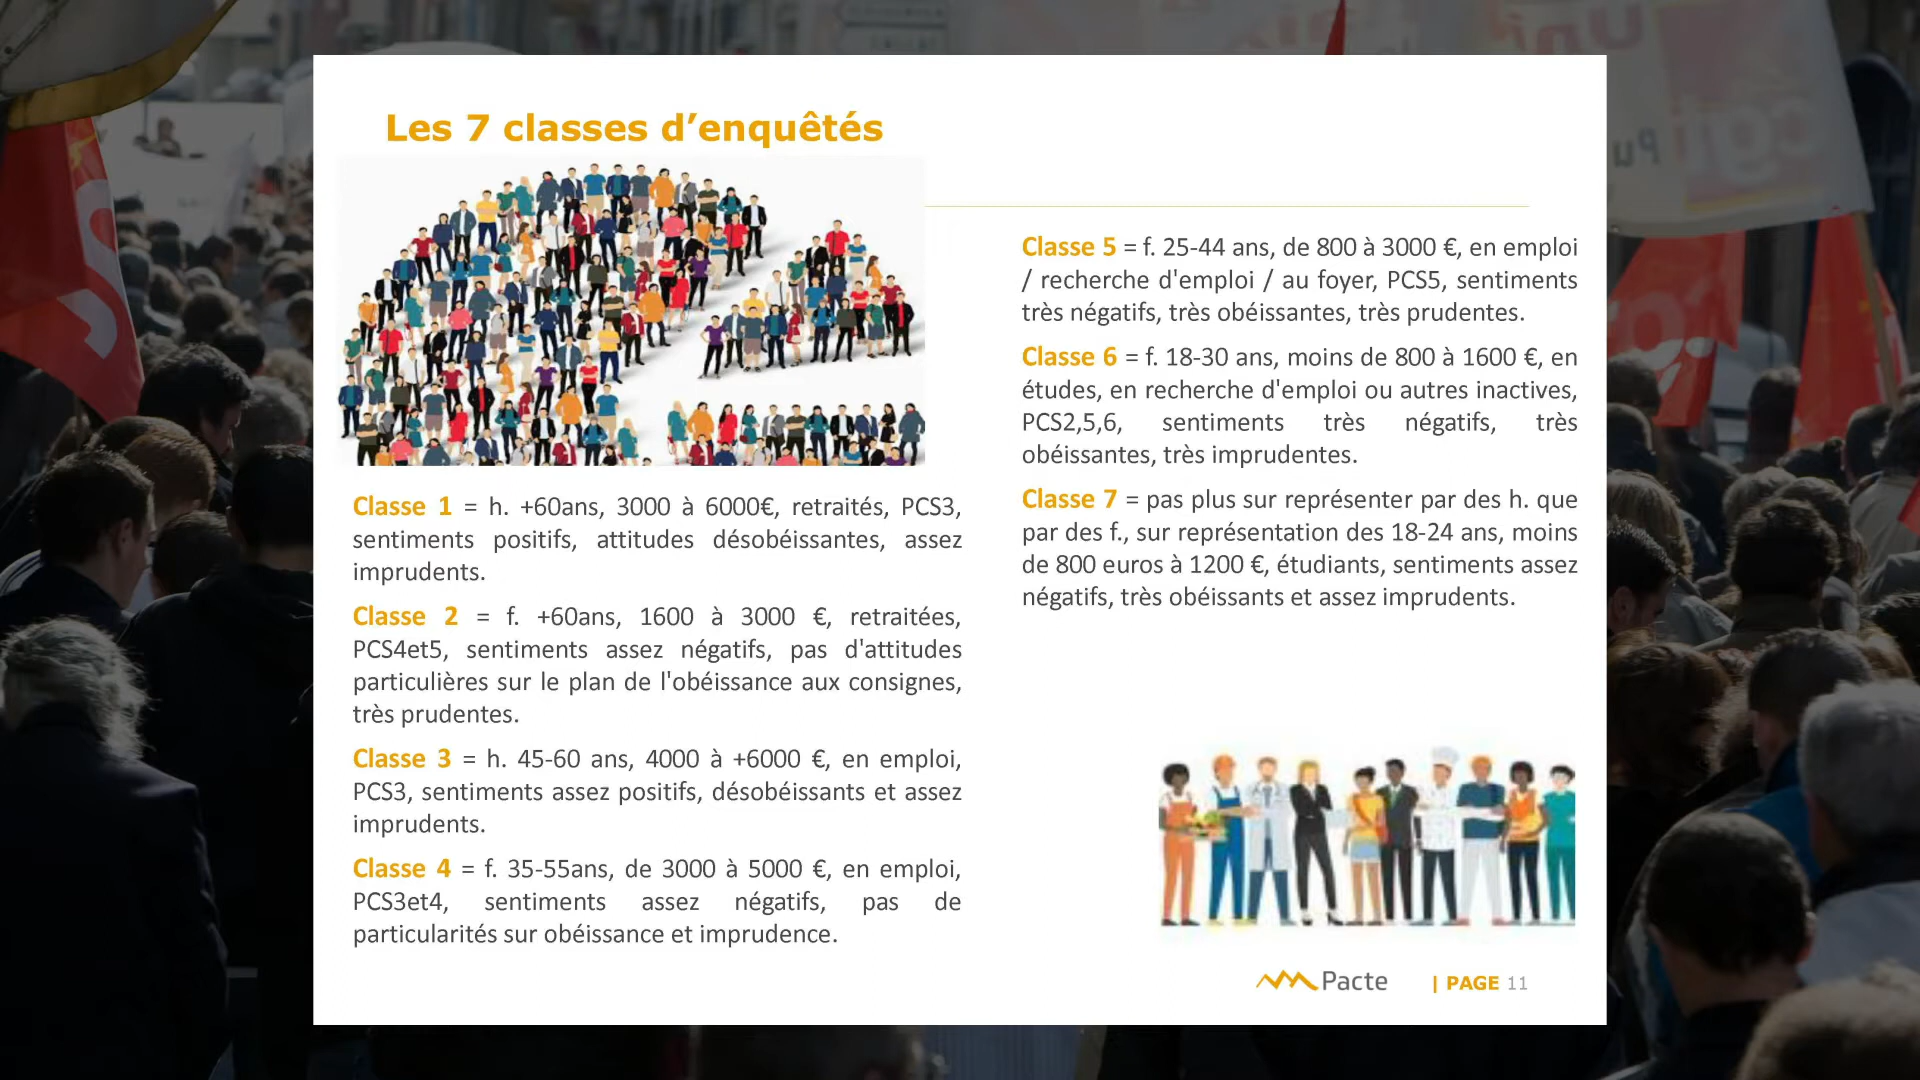 Les 7 classes d’enquêtés
Classe 1 = h. +60ans, 3000 à 6000€, retraités, PCS3,
sentiments positifs, attitudes désobéissantes, assez
imprudents.
Classe 2 = f. +60ans, 1600 à 3000 €, retraitées,
PCS4et5, sentiments assez négatifs, pas d'attitudes
particulières sur le plan de l'obéissance aux consignes,
très prudentes.
Classe 3 = h. 45-60 ans, 4000 à +6000 €, en emploi,
PCS3, sentiments assez positifs, désobéissants et assez
imprudents.
Classe 4 = f. 35-55ans, de 3000 à 5000 €, en emploi,
PCS3et4, sentiments assez négatifs, pas de
particularités sur obéissance et imprudence.
Classe 5 = f. 25-44 ans, de 800 à 3000 €, en emploi
/ recherche d'emploi / au foyer, PCS5, sentiments
très négatifs, très obéissantes, très prudentes.
Classe 6 = f. 18-30 ans, moins de 800 à 1600 €, en
études, en recherche d'emploi ou autres inactives,
PCS2,5,6, sentiments très négatifs, très
obéissantes, très imprudentes.
Classe 7 = pas plus sur représenter par des h. que
par des f., sur représentation des 18-24 ans, moins
de 800 euros à 1200 €, étudiants, sentiments assez
négatifs, très obéissants et assez imprudents.
Pacte
| PAGE 11